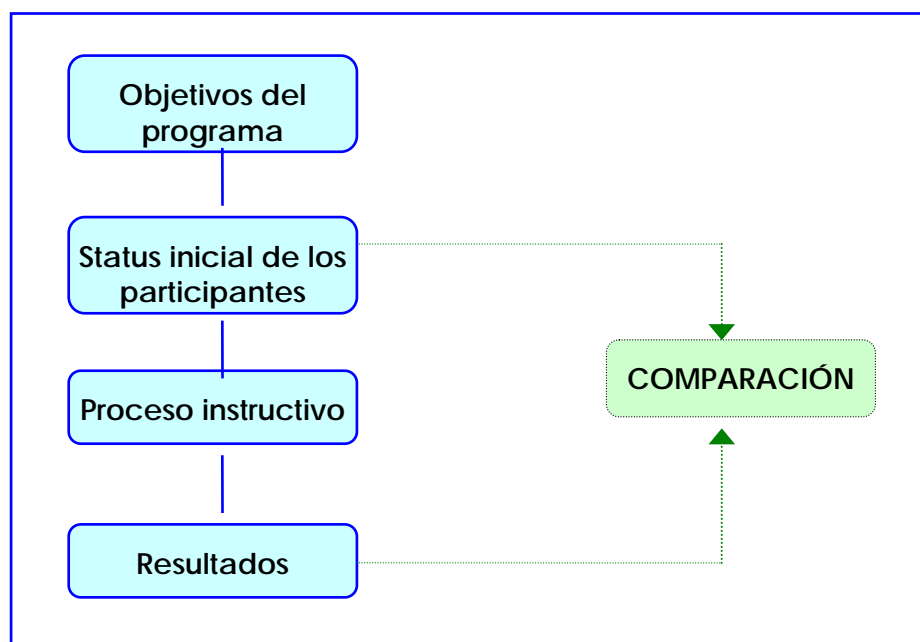 Objetivos del
programa
Status inicial de los
participantes
COMPARACIÓN
Proceso instructivo
Resultados